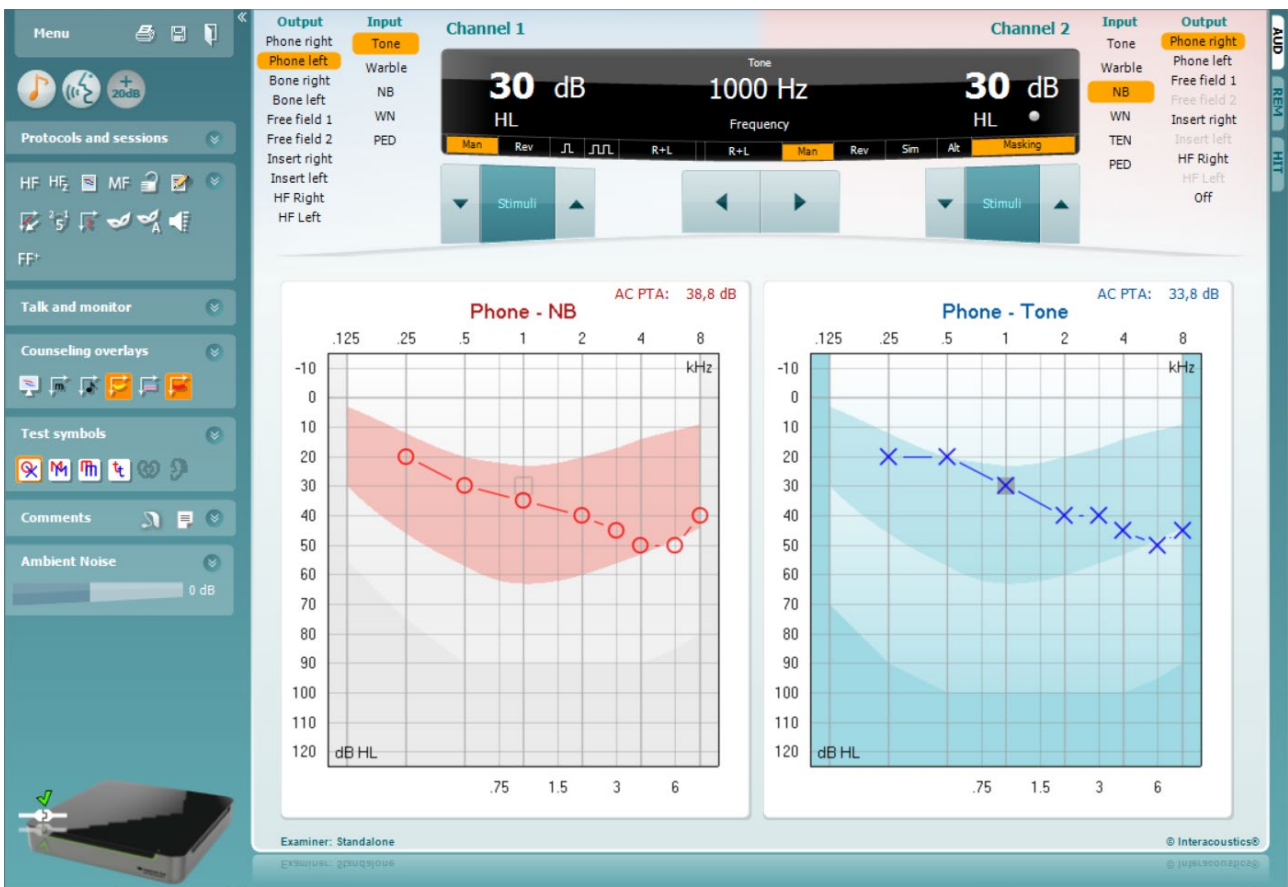 Menu
+
20dB
Protocols and sessions
HF HF2 MF
2 S 1
A
FF+
Talk and monitor
Counseling overlays
m
Test symbols
M m t t
Comments
Ambient Noise
0 dB
«
Output
Phone right
Phone left
Bone right
Bone left
Free field 1
Free field 2
Insert right
Insert left
HF Right
HF Left
Input
Tone
Warble
NB
WN
PED
Channel 1
Channel 2
Tone
30 dB
1000 Hz
30 dB
HL
Frequency
HL
Man Rev R+L R+L Man Rev Sim Alt Masking
Stimuli
Stimuli
Input
Tone
Warble
NB
WN
TEN
PED
Output
Phone right
Phone left
Free field 1
Free field 2
Insert right
Insert left
HF Right
HF Left
Off
AUD
REM
HIT
AC PTA: 38,8 dB
Phone - NB
.125 .25 .5 1 2 4 8
kHz
-10
0
10
20
30
40
50
60
70
80
90
100
110
120
dB HL
.75 1.5 3 6
AC PTA: 33,8 dB
Phone - Tone
.125 .25 .5 1 2 4 8
kHz
-10
0
10
20
30
40
50
60
70
80
90
100
110
120
dB HL
.75 1.5 3 6
Examiner: Standalone
© Interacoustics®